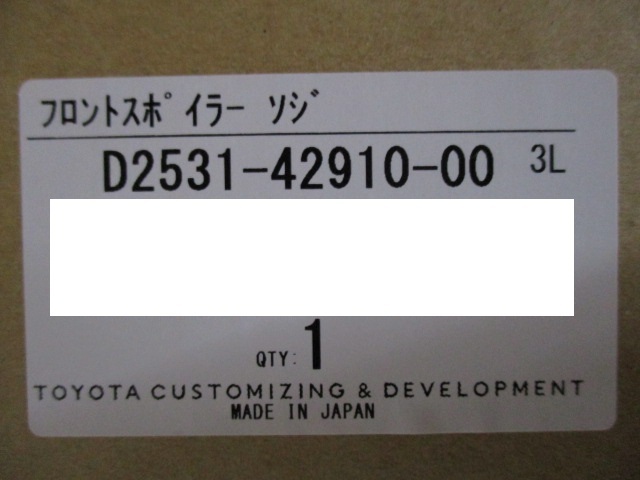 フロントスポイラー ソジ
D2531-42910-00 3L
QTY: 1
TOYOTA CUSTOMIZING & DEVELOPMENT
MADE IN JAPAN